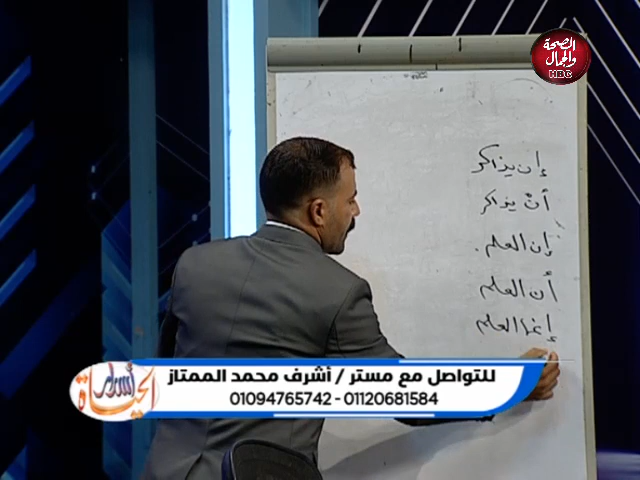 الصحة
والجمال
HBC
إن يذاكر
أن يذاكر
إن العلم.
أن العلم
إنما العلم
للتواصل مع مستر / أشرف محمد الممتاز
01094765742 - 01120681584
أسرار
الحياة